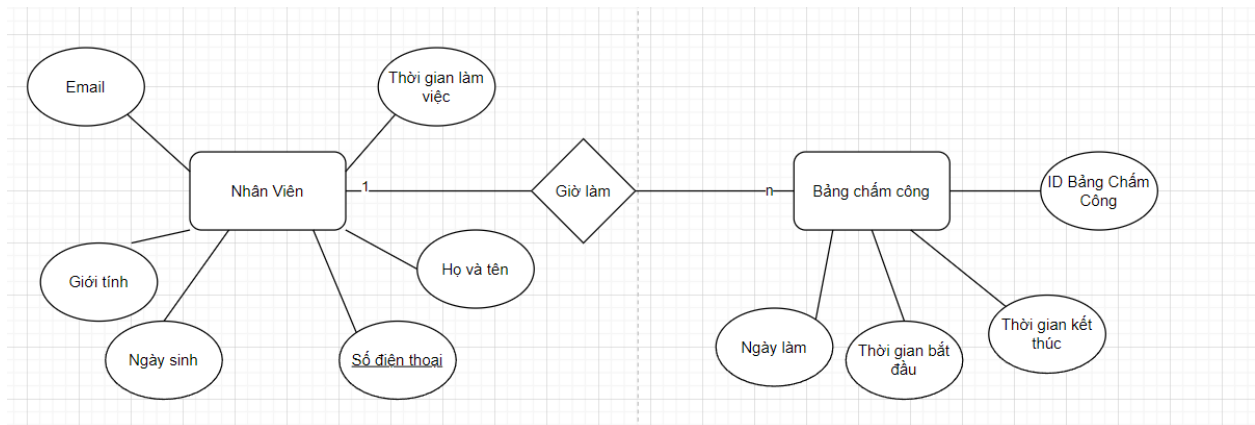 Email
Thời gian làm
việc
Nhân Viên
1
Giờ làm
n
Bảng chấm công
ID Bảng Chấm
Công
Giới tính
Họ và tên
Ngày sinh
Số điện thoại
Ngày làm
Thời gian bắt
đầu
Thời gian kết
thúc